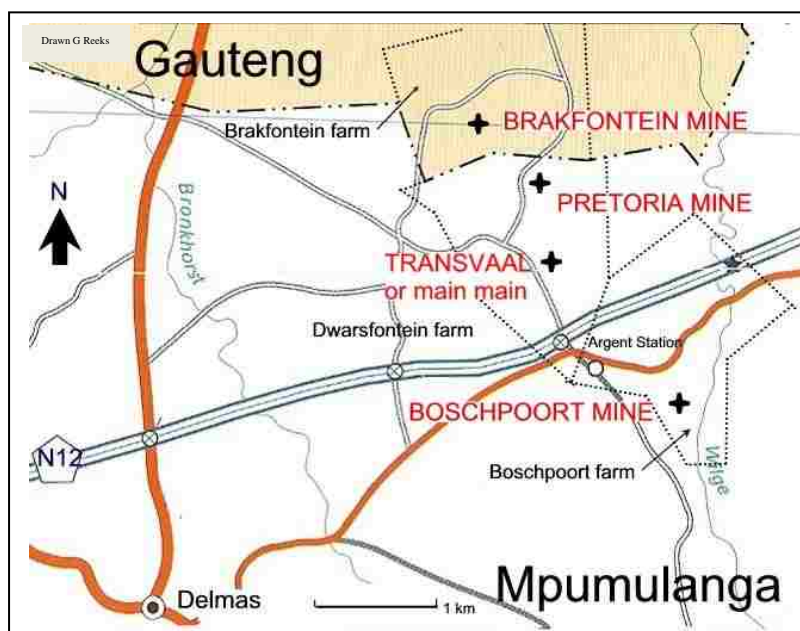 Drawn G Reeks
Gauteng
Brakfontein farm
BRAKFONTEIN MINE
N
Bronkhorst
PRETORIA MINE
TRANSVAAL
or main main
Dwarsfontein farm
Argent Station
BOSCHPOORT MINE
N12
Boschpoort farm
Wilge
Mpumulanga
Delmas
1 km